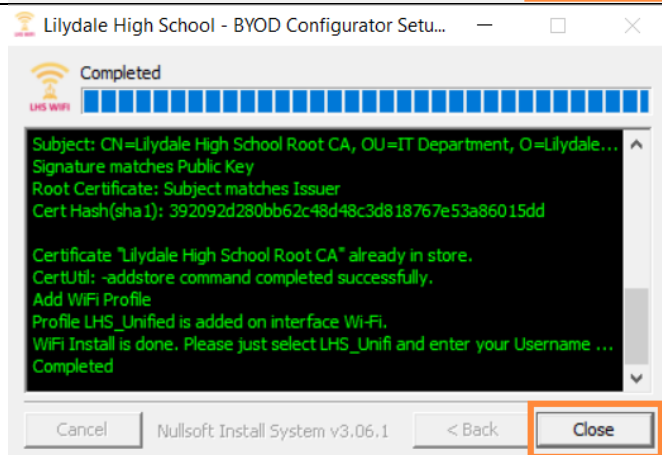 Lilydale High School - BYOD Configurator Setu...
Completed
LHS WIFI
Subject: CN=Lilydale High School Root CA, OU=IT Department, O=Lilydale...
Signature matches Public Key
Root Certificate: Subject matches Issuer
Cert Hash(sha1): 392092d280bb62c48d48c3d818767e53a86015dd
Certificate "Lilydale High School Root CA" already in store.
CertUtil: -addstore command completed successfully.
Add WiFi Profile
Profile LHS_Unified is added on interface Wi-Fi.
WiFi Install is done. Please just select LHS_Unifi and enter your Username ...
Completed
Cancel
Nullsoft Install System v3.06.1
< Back
Close